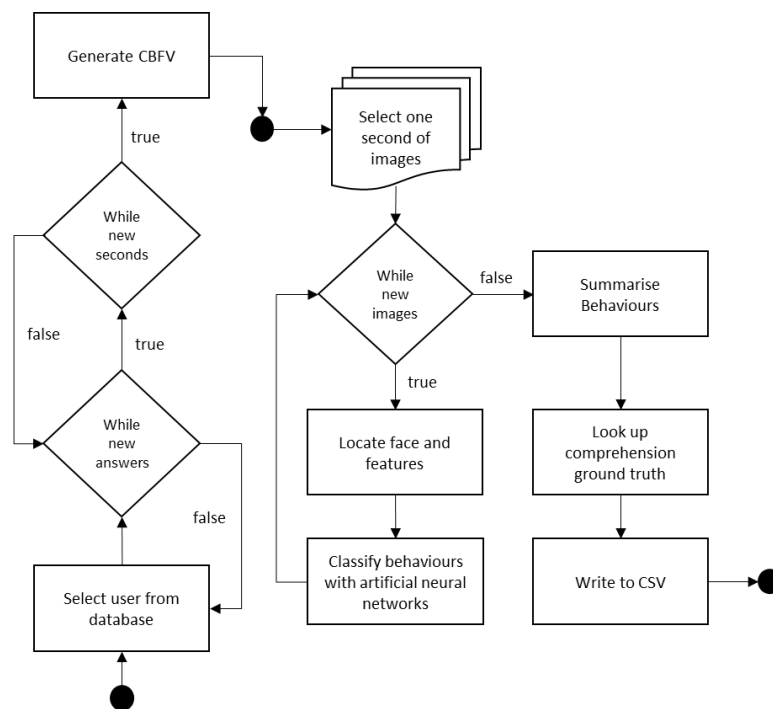 Generate CBFV
Select one
second of
images
true
While
new
seconds
While
new
images
false
Summarise
Behaviours
false
true
true
While
new
answers
Locate face and
features
Look up
comprehension
ground truth
false
Select user from
database
Classify behaviours
with artificial neural
networks
Write to CSV